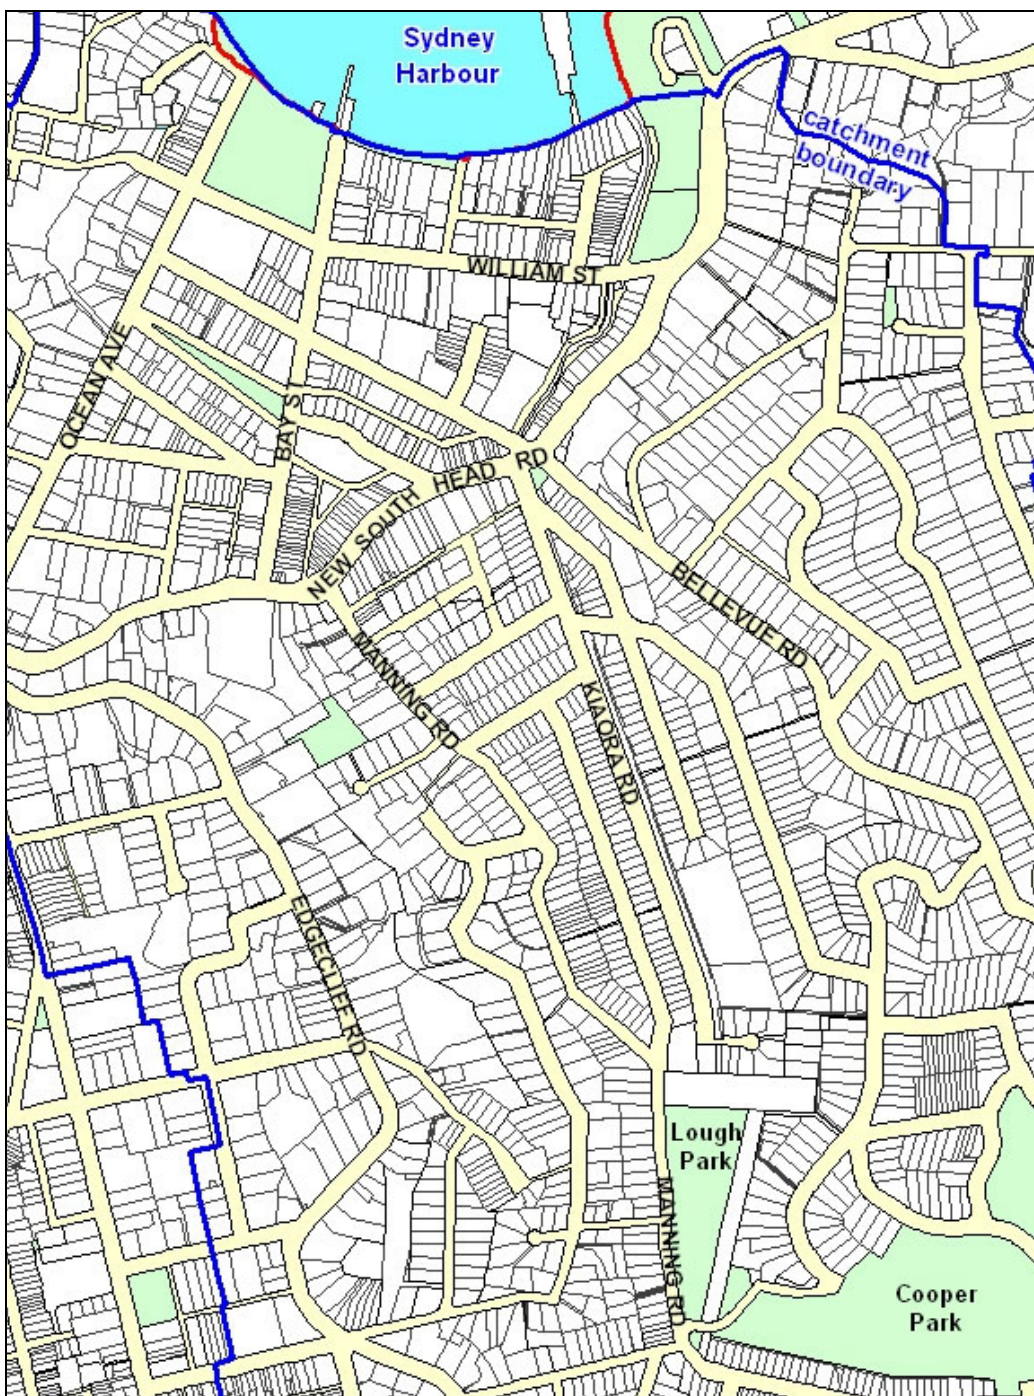 Sydney
Harbour
catchment
boundary
WILLIAM ST
OCEAN AVE
BAY ST
NEW SOUTH HEAD RD
BELLEVUE RD
MANNING RD
KIAORA RD
EDGECLIFF RD
Lough
Park
MANNING RD
Cooper
Park